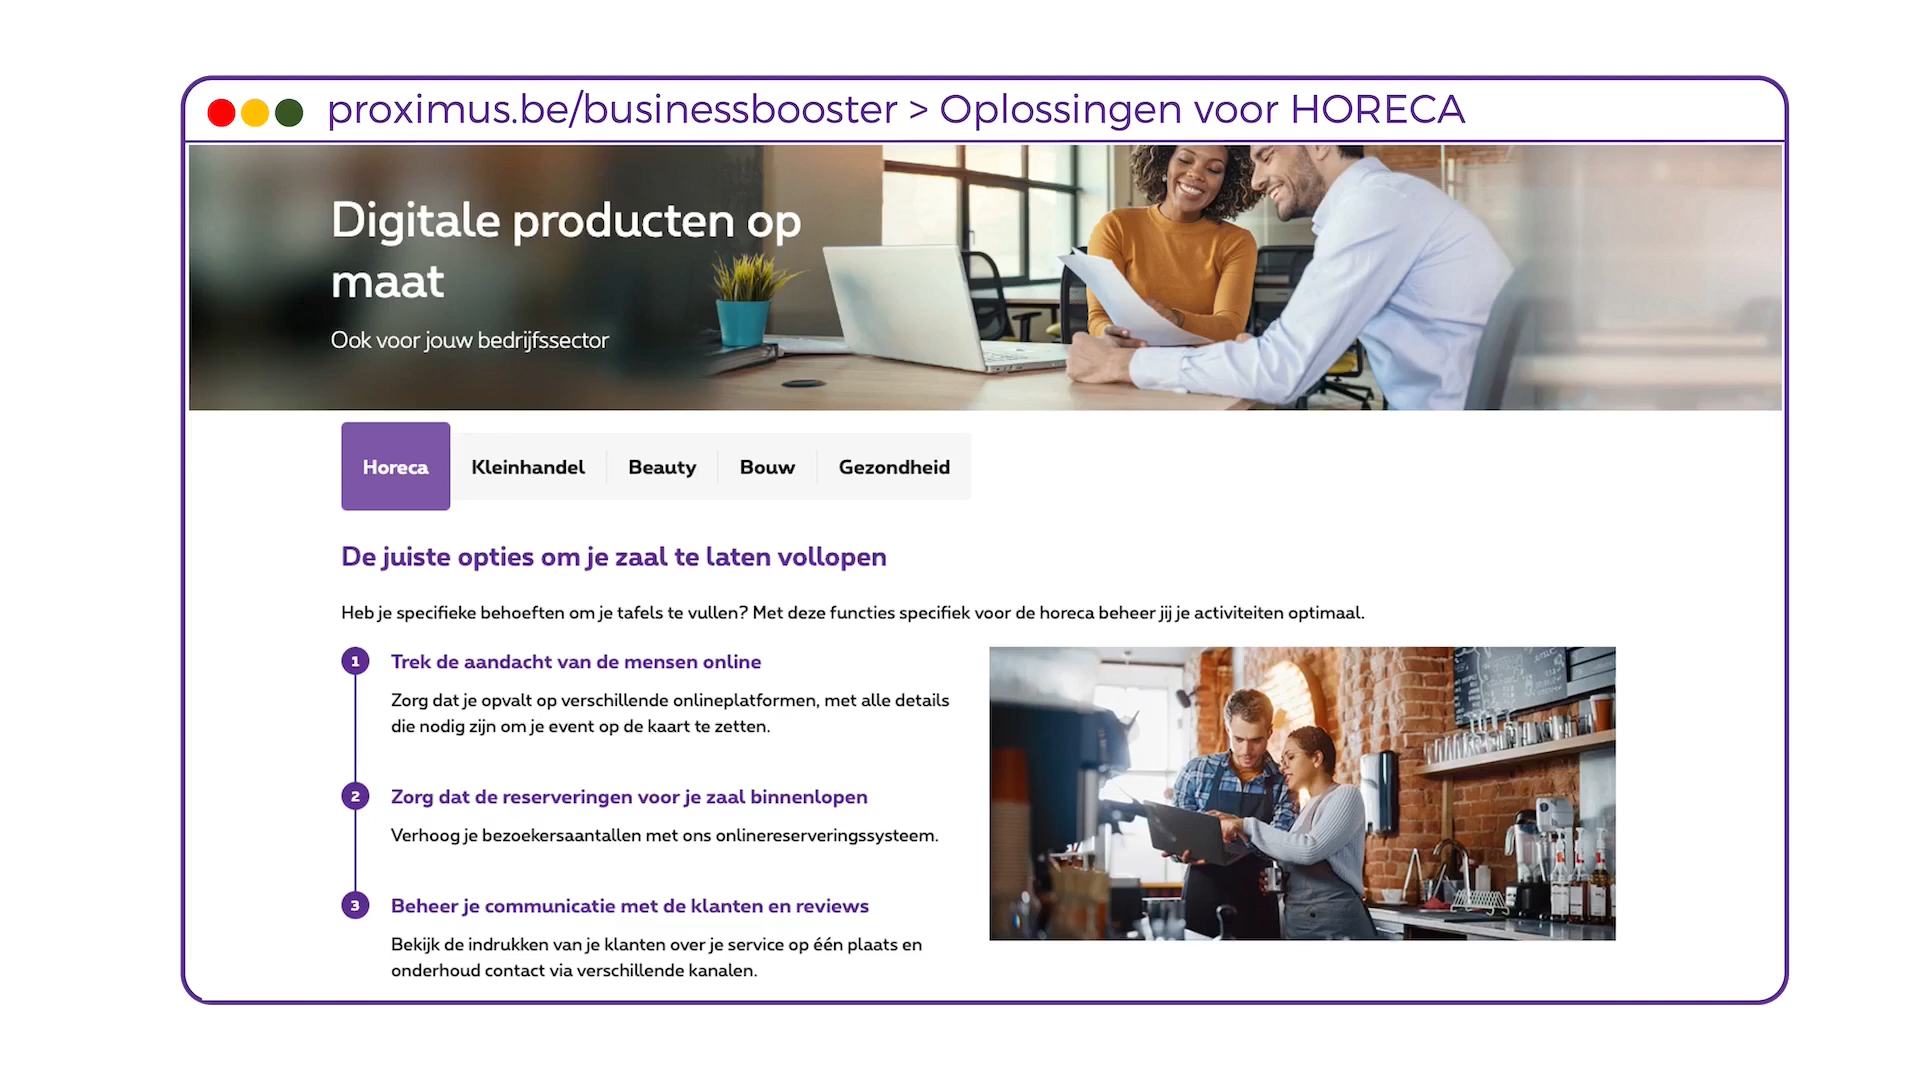 proximus.be/businessbooster > Oplossingen voor HORECA
Digitale producten op
maat
Ook voor jouw bedrijfssector
Horeca Kleinhandel Beauty Bouw Gezondheid
De juiste opties om je zaal te laten vollopen
Heb je specifieke behoeften om je tafels te vullen? Met deze functies specifiek voor de horeca beheer jij je activiteiten optimaal.
1 Trek de aandacht van de mensen online
Zorg dat je opvalt op verschillende onlineplatformen, met alle details
die nodig zijn om je event op de kaart te zetten.
2 Zorg dat de reserveringen voor je zaal binnenlopen
Verhoog je bezoekersaantallen met ons onlinereserveringssysteem.
3 Beheer je communicatie met de klanten en reviews
Bekijk de indrukken van je klanten over je service op één plaats en
onderhoud contact via verschillende kanalen.